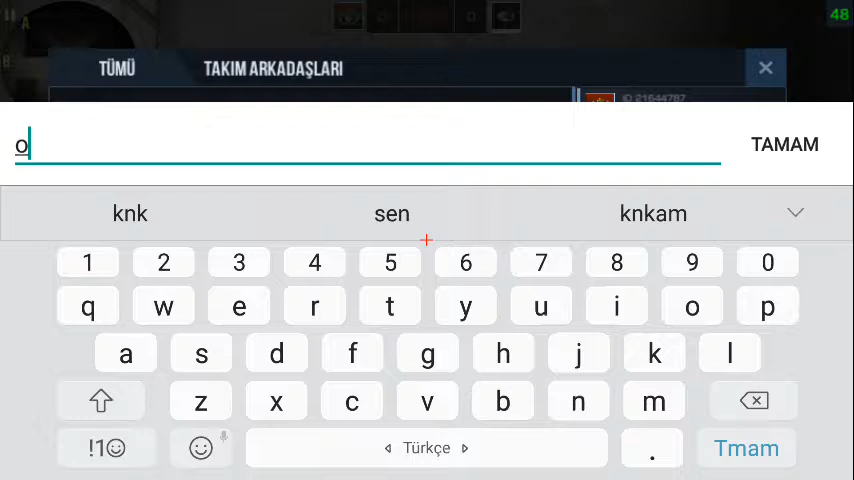 A
48
TÜMÜ TAKIM ARKADAŞLARI
ID:21644787
o TAMAM
knk sen knkam
1 2 3 4 5 6 7 8 9 0
q w e r t y u i o p
a s d f g h j k l
z x c v b n m
!1☺ Türkçe . Tmam